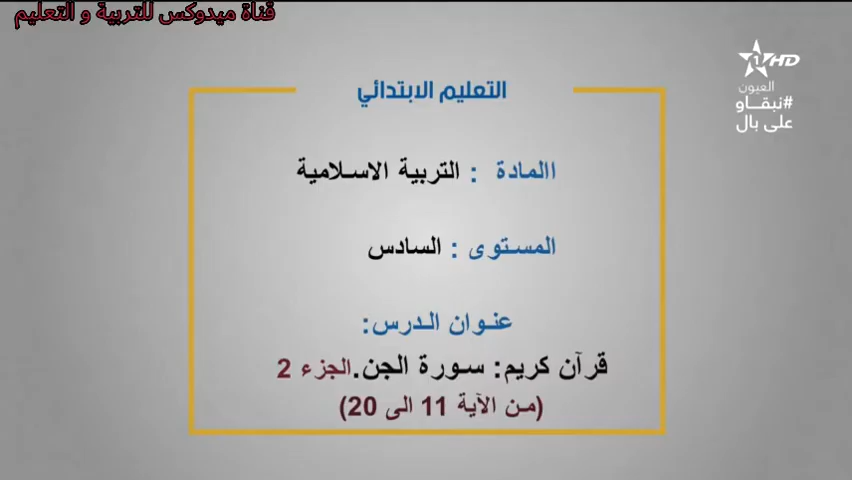 قناة ميدوكس للتربية و التعليم
1HD
العيون
#نبقاو
على بال
التعليم الابتدائي
االمادة : التربية الاسلامية
المستوى : السادس
عنوان الدرس:
قرآن كريم: سورة الجن.الجزء 2
(من الآية 11 الى 20)